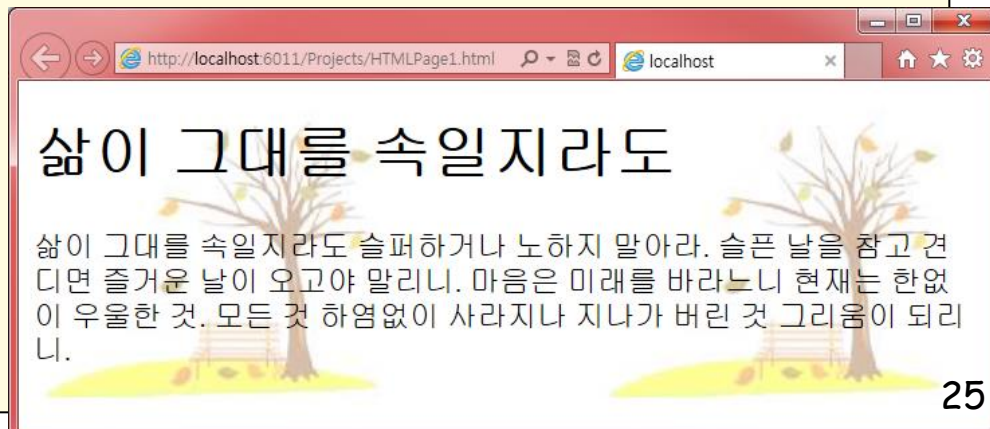 http://localhost:6011/Projects/HTMLPage1.html
localhost
삶이 그대를 속일지라도
삶이 그대를 속일지라도 슬퍼하거나 노하지 말아라. 슬픈 날을 참고 견
디면 즐거운 날이 오고야 말리니. 마음은 미래를 바라느니 현재는 한없
이 우울한 것. 모든 것 하염없이 사라지나 지나가 버린 것 그리움이 되리
니.
25